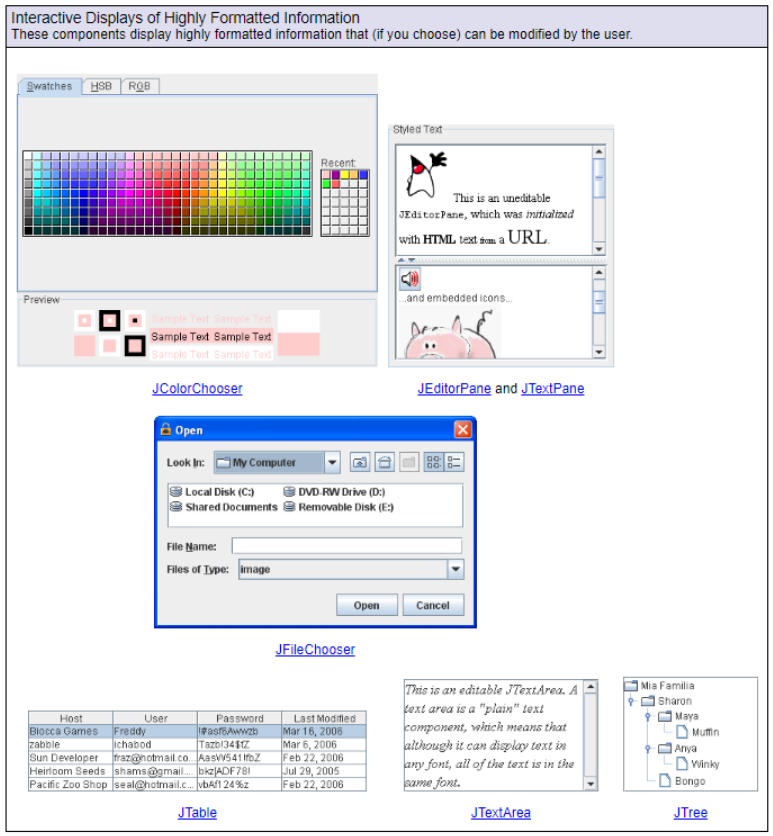 Interactive Displays of Highly Formatted Information
These components display highly formatted information that (if you choose) can be modified by the user.
Swatches HSB RGB
Recent:
Preview
Sample Text Sample Text
Sample Text Sample Text
Sample Text Sample Text
JColorChooser
Styled Text
This is an uneditable
JEditorPane, which was initialized
with HTML text from a URL.
...and embedded icons...
JEditorPane and JTextPane
Open
Look In: My Computer
Local Disk (C:) DVD-RW Drive (D:)
Shared Documents Removable Disk (E:)
File Name:
Files of Type: image
Open Cancel
JFileChooser
Host User Password Last Modified
Biocca Games Freddy !#asf6Awwzb Mar 16, 2006
zabble ichabod Tazb!34$fZ Mar 6, 2006
Sun Developer fraz@hotmail.co... AasW541!fbZ Feb 22, 2006
Heirloom Seeds shams@gmail.... bkz[ADF78! Jul 29, 2005
Pacific Zoo Shop seal@hotmail.c... vbAf124%z Feb 22, 2006
JTable
This is an editable JTextArea. A
text area is a "plain" text
component, which means that
although it can display text in
any font, all of the text is in the
same font.
JTextArea
Mia Familia
Sharon
Maya
Muffin
Anya
Winky
Bongo
JTree